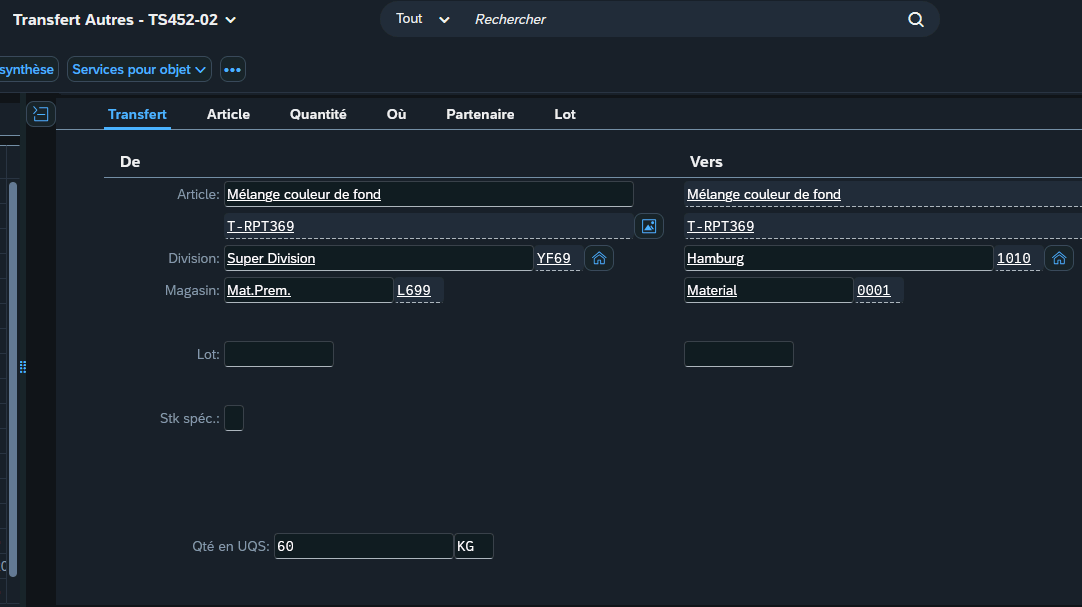 Transfert Autres - TS452-02
Tout Rechercher
synthèse Services pour objet
Transfert Article Quantité Où Partenaire Lot
De Vers
Article: Mélange couleur de fond Mélange couleur de fond
T-RPT369 T-RPT369
Division: Super Division YF69 Hamburg 1010
Magasin: Mat.Prem. L699 Material 0001
Lot:
Stk spéc.:
Qté en UQS: 60 KG